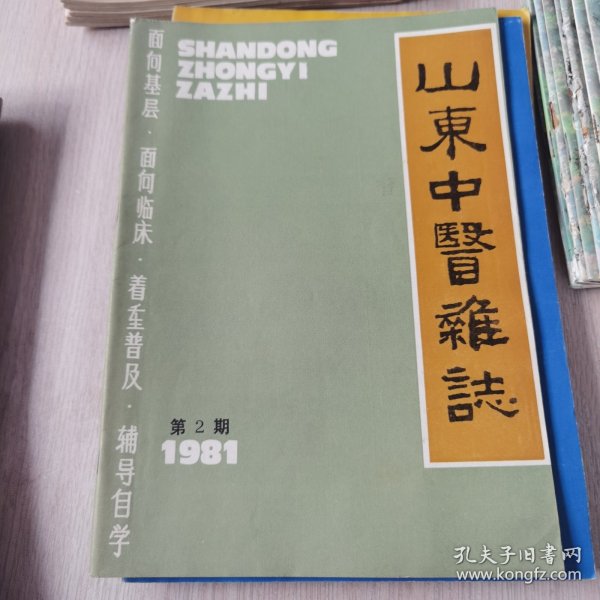 SHANDONG
ZHONGYI
ZAZHI
山東中醫雜誌
面向基层·面向临床·着重普及·辅导自学
第2期
1981
孔夫子旧书网
www.kongfz.com